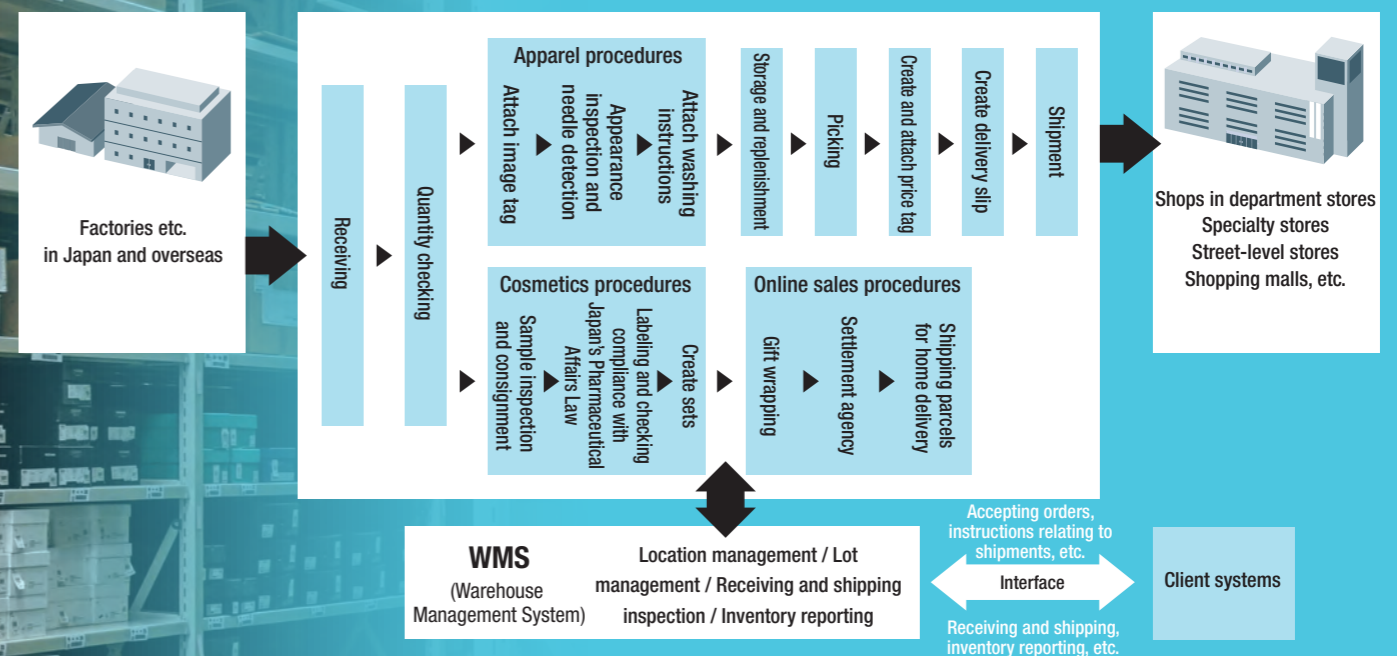 Factories etc.
in Japan and overseas
Receiving
Quantity checking
Apparel procedures
Attach image tag
Appearance
inspection and
needle detection
Attach washing
instructions
Storage and replenishment
Picking
Create and attach price tag
Create delivery slip
Shipment
Shops in department stores
Specialty stores
Street-level stores
Shopping malls, etc.
Cosmetics procedures
Sample inspection
and consignment
Labeling and checking
compliance with
Japan's Pharmaceutical
Affairs Law
Create sets
Online sales procedures
Gift wrapping
Settlement agency
Shipping parcels
for home delivery
WMS
(Warehouse
Management System)
Location management / Lot
management / Receiving and shipping
inspection / Inventory reporting
Accepting orders,
instructions relating to
shipments, etc.
Interface
Receiving and shipping,
inventory reporting, etc.
Client systems